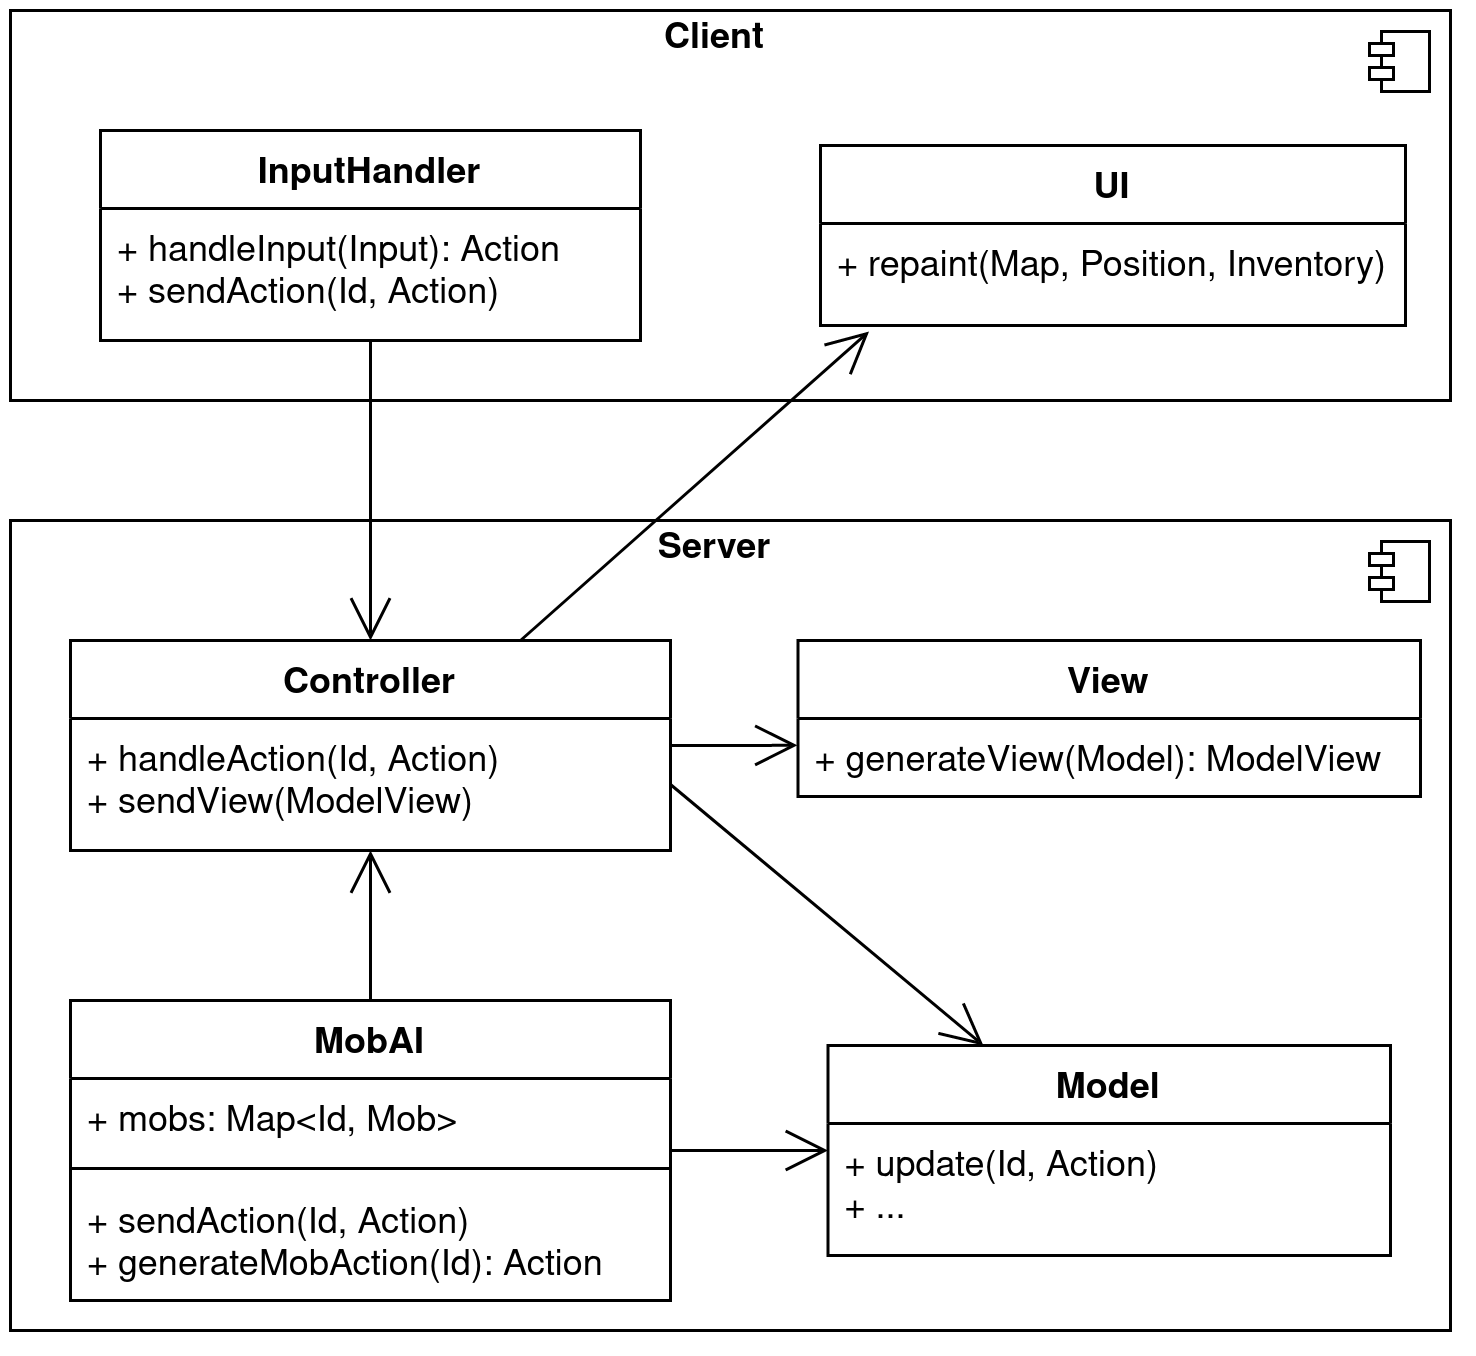 Client
InputHandler
+ handleInput(Input): Action
+ sendAction(Id, Action)
UI
+ repaint(Map, Position, Inventory)
Server
Controller
+ handleAction(Id, Action)
+ sendView(ModelView)
View
+ generateView(Model): ModelView
MobAI
+ mobs: Map<Id, Mob>
+ sendAction(Id, Action)
+ generateMobAction(Id): Action
Model
+ update(Id, Action)
+ ...